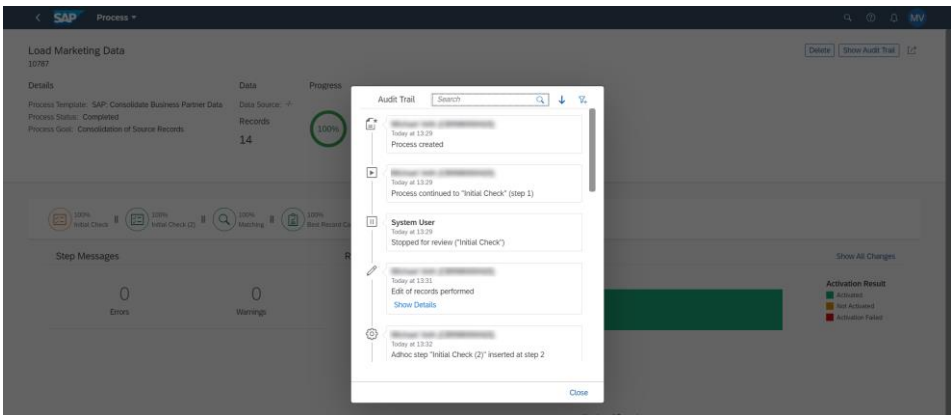 SAP Process
MV
Load Marketing Data
10787
Delete Show Audit Trail
Details
Data
Progress
Process Template: SAP: Consolidate Business Partner Data
Data Source:
Process Status: Completed
Process Goal: Consolidation of Source Records
Records
14
100%
Audit Trail Search
Today at 13:29
Process created
Today at 13:29
Process continued to "Initial Check" (step 1)
System User
Today at 13:29
Stopped for review ("Initial Check")
Today at 13:31
Edit of records performed
Show Details
Today at 13:32
Adhoc step "Initial Check (2)" inserted at step 2
Close
100%
Initial Check
100%
Initial Check (2)
100%
Matching
100%
Best Record Ca
Step Messages
R
Show All Changes
0
Errors
0
Warnings
Activation Result
Activated
Not Activated
Activation Failed